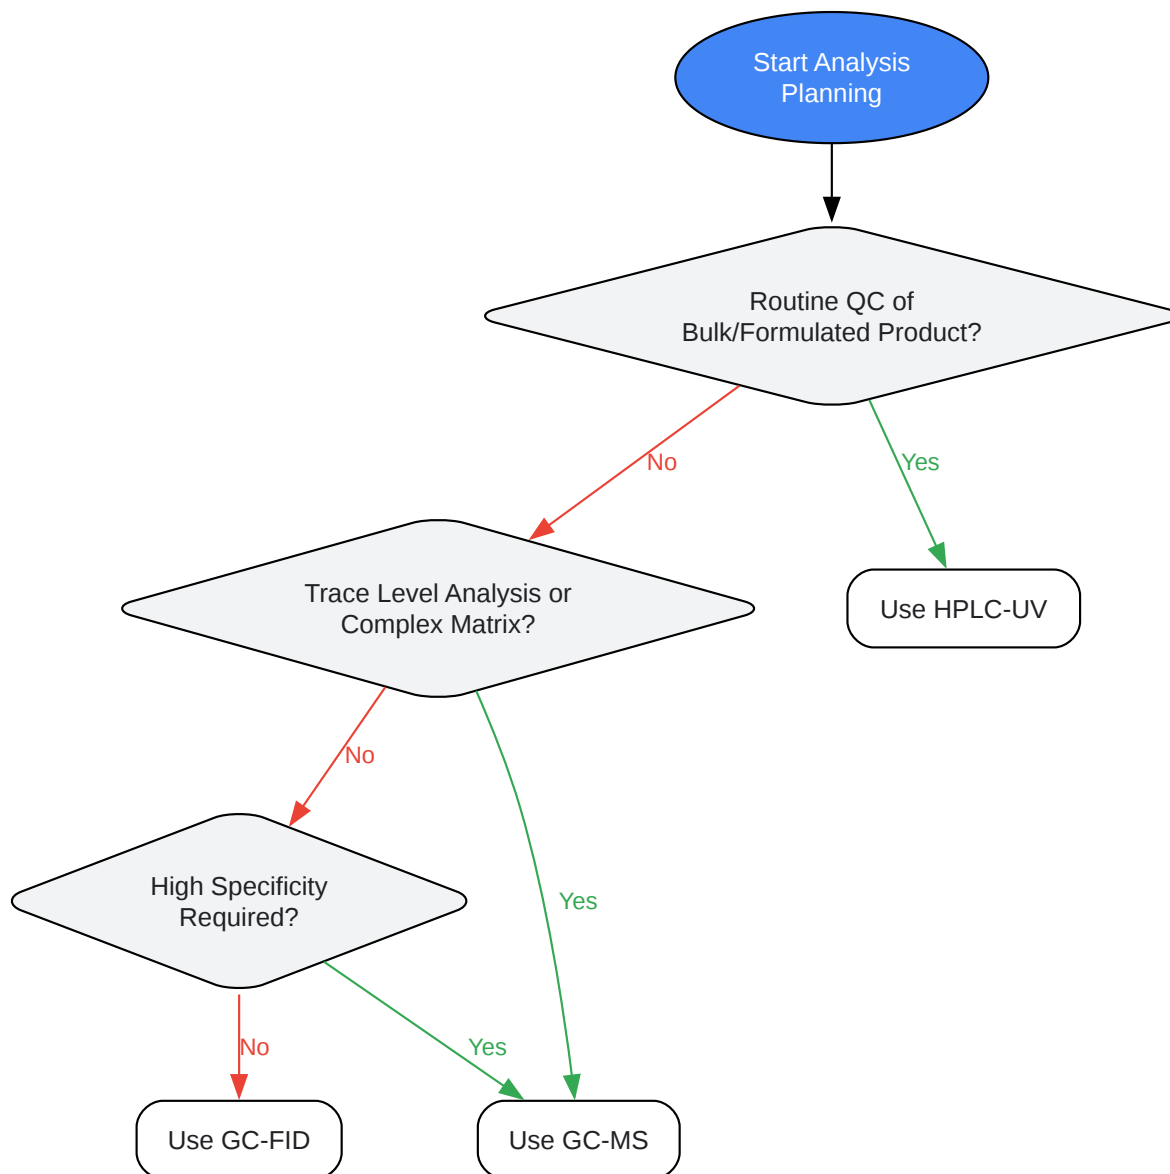 Start Analysis
Planning
Routine QC of
Bulk/Formulated Product?
No
Yes
Trace Level Analysis or
Complex Matrix?
Use HPLC-UV
No
Yes
High Specificity
Required?
No
Yes
Use GC-FID
Use GC-MS